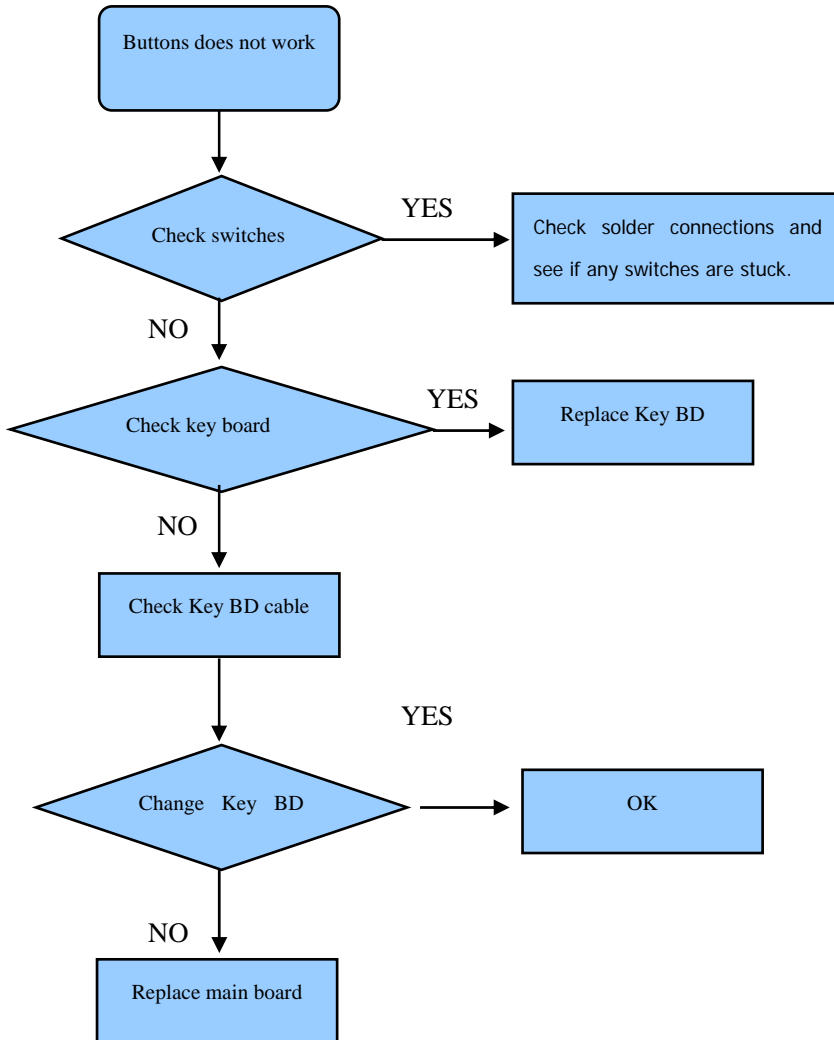 Buttons does not work
YES
Check switches
Check solder connections and
see if any switches are stuck.
NO
YES
Check key board
Replace Key BD
NO
Check Key BD cable
YES
Change Key BD
OK
NO
Replace main board